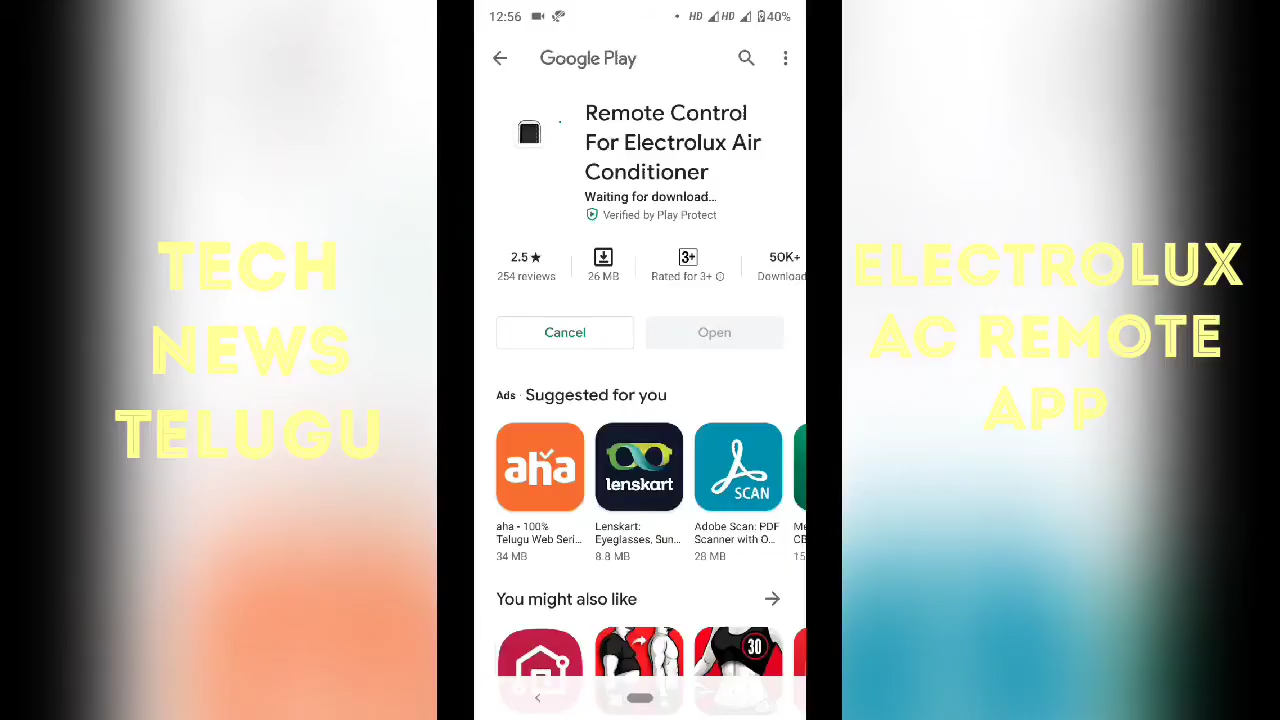 12:56
HD HD 40%
Google Play
Remote Control
For Electrolux Air
Conditioner
Waiting for download...
Verified by Play Protect
2.5★
254 reviews
26 MB
3+
Rated for 3+
50K+
Download
Cancel
Open
Ads · Suggested for you
aha
lenskart
SCAN
aha - 100%
Telugu Web Seri...
34 MB
Lenskart:
Eyeglasses, Sun...
8.8 MB
Adobe Scan: PDF
Scanner with O...
28 MB
Me
CB
15
You might also like
30
TECH
NEWS
TELUGU
ELECTROLUX
AC REMOTE
APP